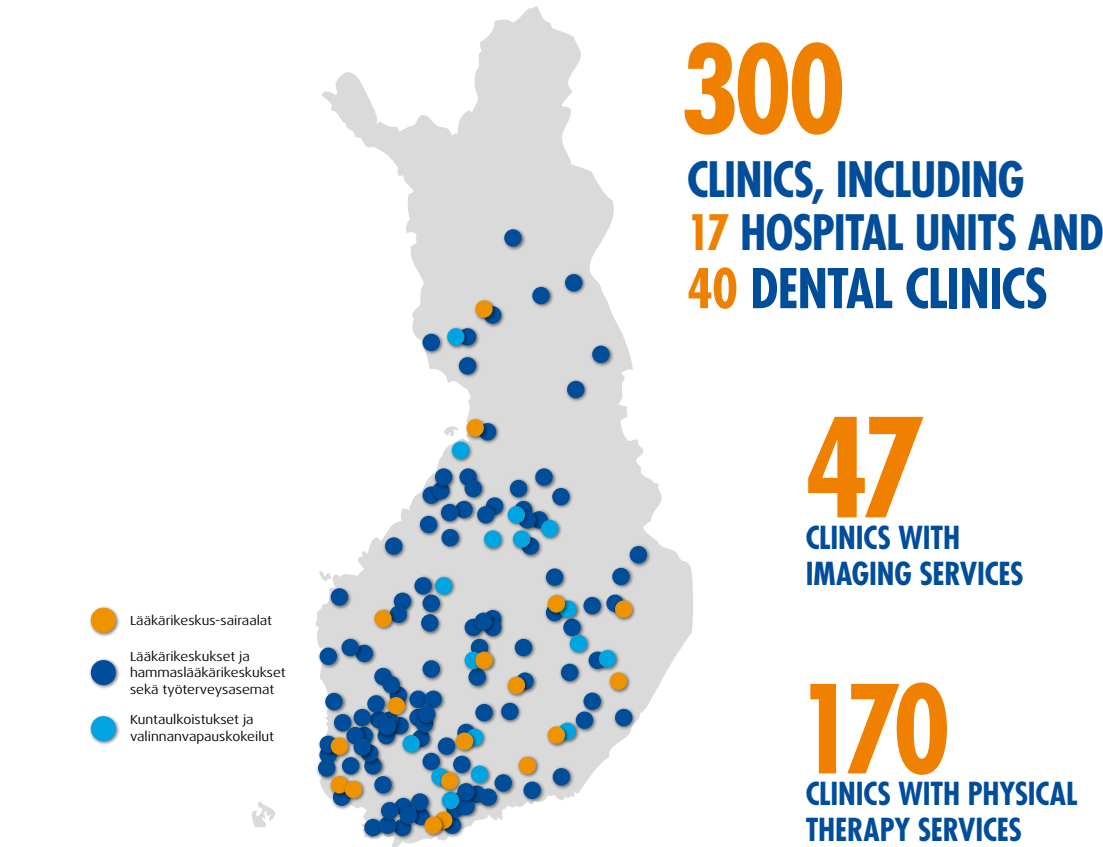 300
CLINICS, INCLUDING
17 HOSPITAL UNITS AND
40 DENTAL CLINICS
47
CLINICS WITH
IMAGING SERVICES
170
CLINICS WITH PHYSICAL
THERAPY SERVICES
Lääkärikeskus-sairaalat
Lääkärikeskukset ja
hammaslääkärikeskukset
sekä työterveysasemat
Kuntaulkoistukset ja
valinnanvapauskokeilut